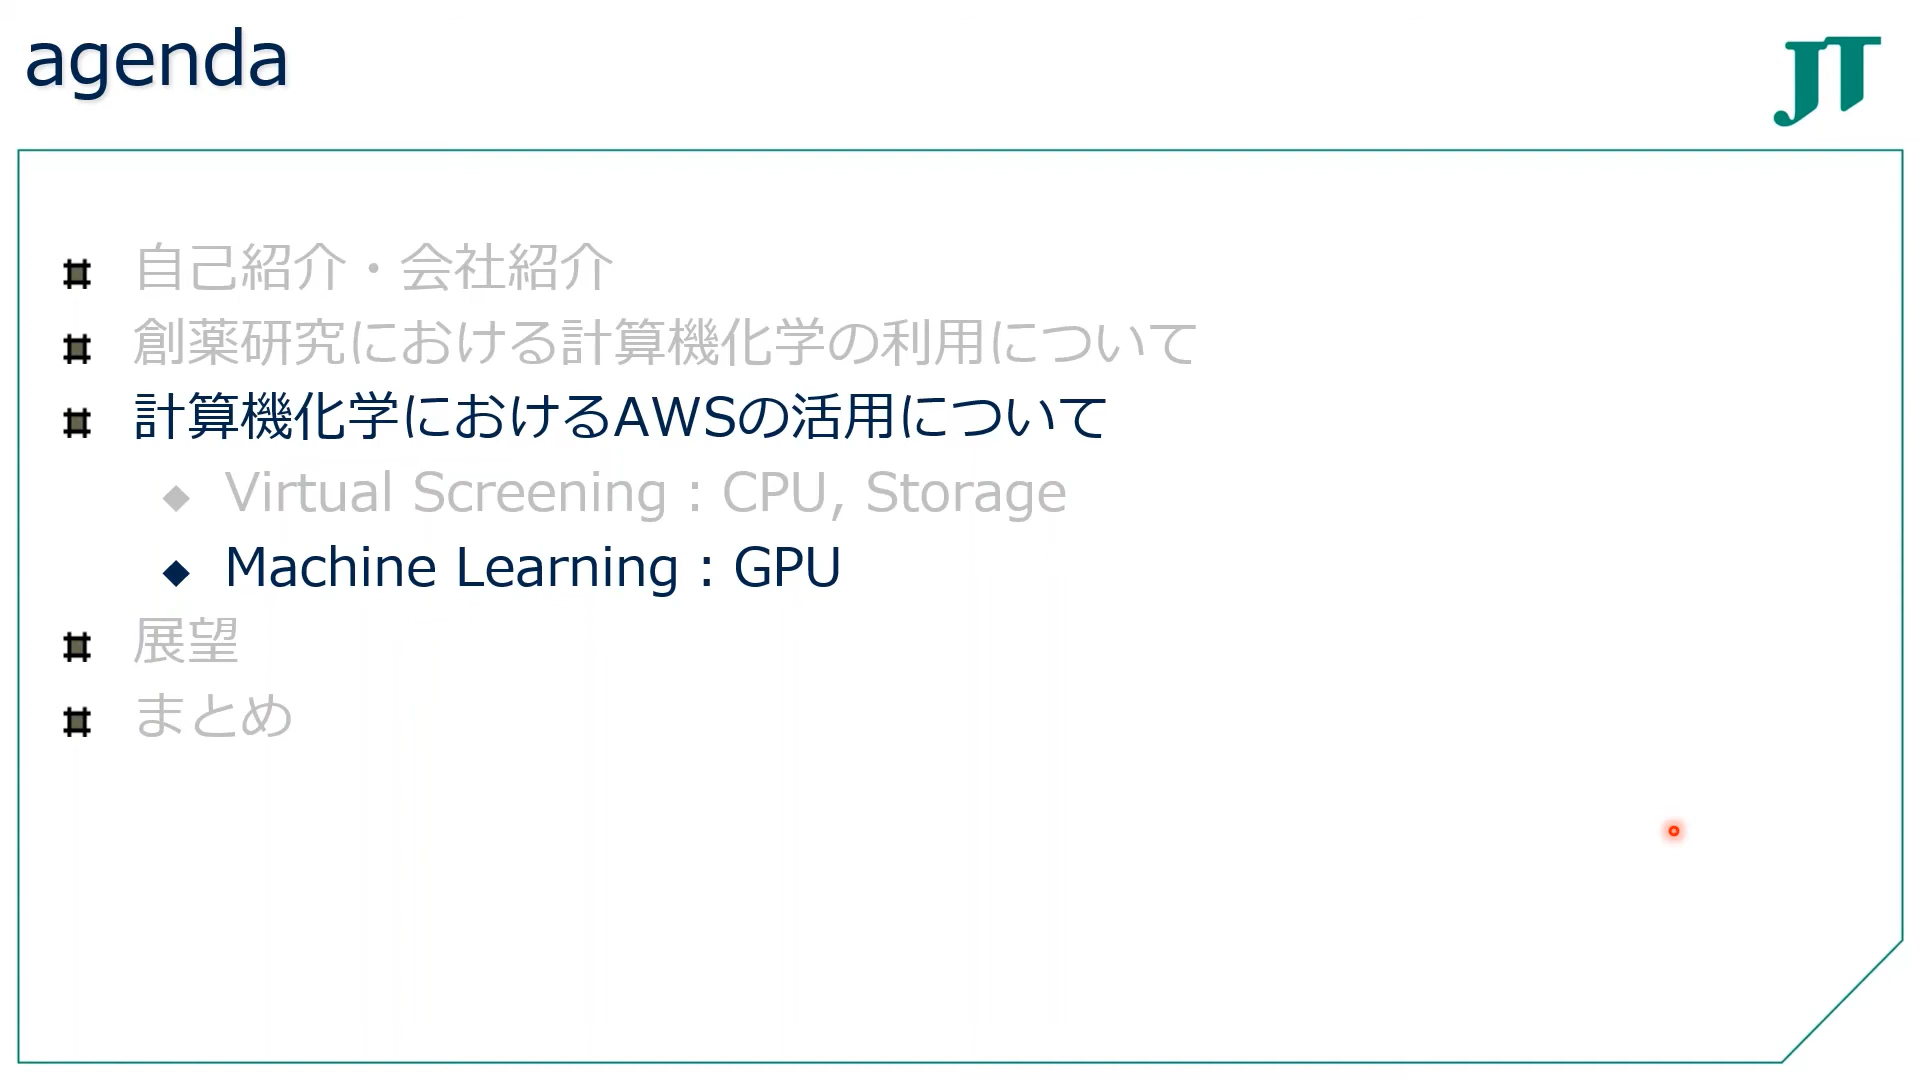 agenda
JT
自己紹介・会社紹介
創薬研究における計算機化学の利用について
計算機化学におけるAWSの活用について
Virtual Screening : CPU, Storage
Machine Learning : GPU
展望
まとめ